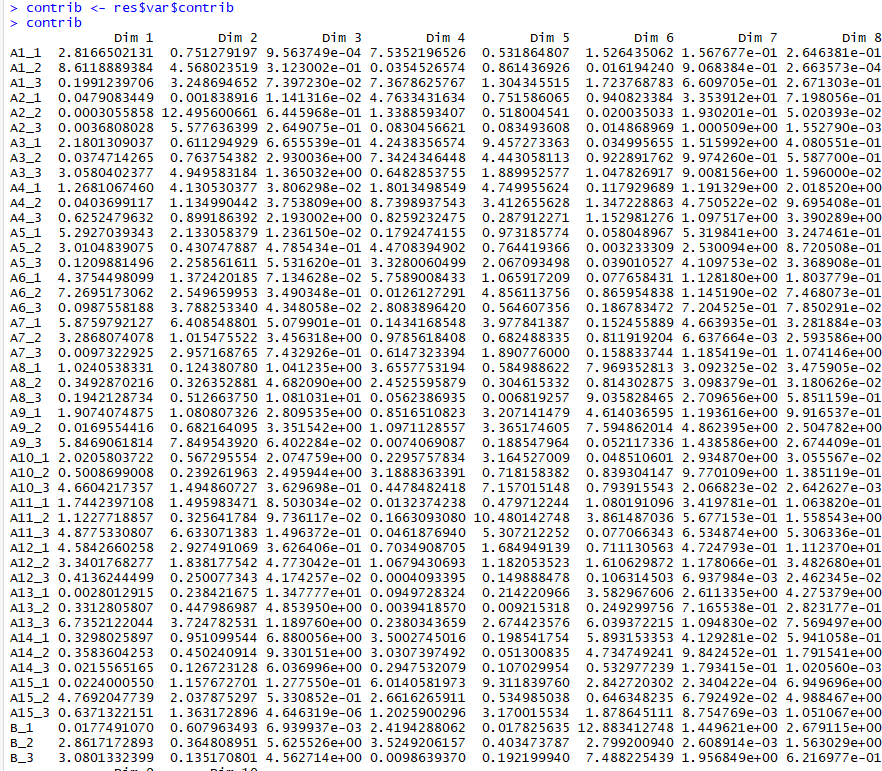 > contrib <- res$var$contrib
> contrib
Dim 1 Dim 2 Dim 3 Dim 4 Dim 5 Dim 6 Dim 7 Dim 8
A1_1 2.8166502131 0.751279197 9.563749e-04 7.5352196526 0.531864807 1.526435062 1.567677e-01 2.646381e-01
A1_2 8.6118889384 4.568023519 3.123002e-01 0.0354526574 0.861436926 0.016194240 9.068384e-01 2.663573e-04
A1_3 0.1991239706 3.248694652 7.397230e-02 7.3678625767 1.304345515 1.723768783 6.609705e-01 2.671303e-01
A2_1 0.0479083449 0.001838916 1.141316e-02 4.7633431634 0.751586065 0.940823384 3.353912e+01 7.198056e-01
A2_2 0.0003055858 12.495600661 6.445968e-01 1.3388593407 0.518004541 0.020035033 1.930201e-01 5.020393e-02
A2_3 0.0036808028 5.577636399 2.649075e-01 0.0830456621 0.083493608 0.014868969 1.000509e+00 1.552790e-03
A3_1 2.1801309037 0.611294929 6.655539e-01 4.2438356574 9.457273363 0.034995655 1.515992e+00 4.080551e-01
A3_2 0.0374714265 0.763754382 2.930036e+00 7.3424346448 4.443058113 0.922891762 9.974260e-01 5.587700e-01
A3_3 3.0580402377 4.949583184 1.365032e+00 0.6482853755 1.889952577 1.047826917 9.008156e+00 1.596000e-02
A4_1 1.2681067460 4.130530377 3.806298e-02 1.8013498549 4.749955624 0.117929689 1.191329e+00 2.018520e+00
A4_2 0.0403699117 1.134990442 3.753809e+00 8.7398937543 3.412655628 1.347228863 4.750522e-02 9.695408e-01
A4_3 0.6252479632 0.899186392 2.193002e+00 0.8259232475 0.287912271 1.152981276 1.097517e+00 3.390289e+00
A5_1 5.2927039343 2.133058379 1.236150e-02 0.1792474155 0.973185774 0.058048967 5.319841e+00 3.247461e-01
A5_2 3.0104839075 0.430747887 4.785434e-01 4.4708394902 0.764419366 0.003233309 2.530094e+00 8.720508e-01
A5_3 0.1209881496 2.258561611 5.531620e-01 3.3280060499 2.067093498 0.039010527 4.109753e-02 3.368908e-01
A6_1 4.3754498099 1.372420185 7.134628e-02 5.7589008433 1.065917209 0.077658431 1.128180e+00 1.803779e-01
A6_2 7.2695173062 2.549659953 3.490348e-01 0.0126127291 4.856113756 0.865954838 1.145190e-02 7.468073e-01
A6_3 0.0987558188 3.788253340 4.348058e-02 2.8083896420 0.564607356 0.186783472 7.204525e-01 7.850291e-02
A7_1 5.8759792127 6.408548801 5.079901e-01 0.1434168548 3.977841387 0.152455889 4.663935e-01 3.281884e-03
A7_2 3.2868074078 1.015475522 3.456318e+00 0.9785618408 0.682488335 0.811919204 6.637664e-03 2.593586e+00
A7_3 0.0097322925 2.957168765 7.432926e-01 0.6147323394 1.890776000 0.158833744 1.185419e-01 1.074146e+00
A8_1 1.0240538331 0.124380780 1.041235e+00 3.6557753194 0.584988622 7.969352813 3.092325e-02 3.475905e-02
A8_2 0.3492870216 0.326352881 4.682090e+00 2.4525595879 0.304615332 0.814302875 3.098379e-01 3.180626e-02
A8_3 0.1942128734 0.512663750 1.081031e+01 0.0562386935 0.006819257 9.035828465 2.709656e+00 5.851159e-01
A9_1 1.9074074875 1.080807326 2.809535e+00 0.8516510823 3.207141479 4.614036595 1.193616e+00 9.916537e-01
A9_2 0.0169554416 0.682164095 3.351542e+00 1.0971128557 3.365174605 7.594862014 4.862395e+00 2.504782e+00
A9_3 5.8469061814 7.849543920 6.402284e-02 0.0074069087 0.188547964 0.052117336 1.438586e+00 2.674409e-01
A10_1 2.0205803722 0.567295554 2.074759e+00 0.2295757834 3.164527009 0.048510601 2.934870e+00 3.055567e-02
A10_2 0.5008699008 0.239261963 2.495944e+00 3.1888363391 0.718158382 0.839304147 9.770109e+00 1.385119e-01
A10_3 4.6604217357 1.494860727 3.629698e-01 0.4478482418 7.157015148 0.793915543 2.066823e-02 2.642627e-03
A11_1 1.7442397108 1.495983471 8.503034e-02 0.0132374238 0.479712244 1.080191096 3.419781e-01 1.063820e-01
A11_2 1.1227718857 0.325641784 9.736117e-02 0.1663093080 10.480142748 3.861487036 5.677153e-01 1.558543e+00
A11_3 4.8775330807 6.633071383 1.496372e-01 0.0461876940 5.307212252 0.077066343 6.534874e+00 5.306336e-01
A12_1 4.5842660258 2.927491069 3.626406e-01 0.7034908705 1.684949139 0.711130563 4.724793e-01 1.112370e+01
A12_2 3.3401768277 1.838177542 4.773042e-01 1.0679430693 1.182053523 1.610629872 1.178066e-01 3.482680e+01
A12_3 0.4136244499 0.250077343 4.174257e-02 0.0004093395 0.149888478 0.106314503 6.937984e-03 2.462345e-02
A13_1 0.0028012915 0.238421675 1.347777e+01 0.0949728324 0.214220966 3.582967606 2.611335e+00 4.275379e+00
A13_2 0.3312805807 0.447986987 4.853950e+00 0.0039418570 0.009215318 0.249299756 7.165538e-01 2.823177e-01
A13_3 6.7352122044 3.724782531 1.189760e+00 0.2380343659 2.674423576 6.039372215 1.094830e-02 7.569497e+00
A14_1 0.3298025897 0.951099544 6.880056e+00 3.5002745016 0.198541754 5.893153353 4.129281e-02 5.941058e-01
A14_2 0.3583604253 0.450240914 9.330151e+00 3.0307397492 0.051300835 4.734749241 9.842452e-01 1.791541e+00
A14_3 0.0215565165 0.126723128 6.036996e+00 0.2947532079 0.107029954 0.532977239 1.793415e-01 1.020560e-03
A15_1 0.0224000550 1.157672701 1.277550e-01 6.0140581973 9.311839760 2.842720302 2.340422e-04 6.949696e+00
A15_2 4.7692047739 2.037875297 5.330852e-01 2.6616265911 0.534985038 0.646348235 6.792492e-02 4.988467e-01
A15_3 0.6371322151 1.363172896 4.646319e-06 1.2025900296 3.170015534 1.878645111 8.754769e-03 1.051067e+00
B_1 0.0177491070 0.607963493 6.939937e-03 2.4194288062 0.017825635 12.883412748 1.449621e+00 2.679115e+00
B_2 2.8617172893 0.364808951 5.625526e+00 3.5249206157 0.403473787 2.799200940 2.608914e-03 1.563029e+00
B_3 3.0801332399 0.135170801 4.562714e+00 0.0098639370 0.192199940 7.488225439 1.956849e+00 6.216977e-01